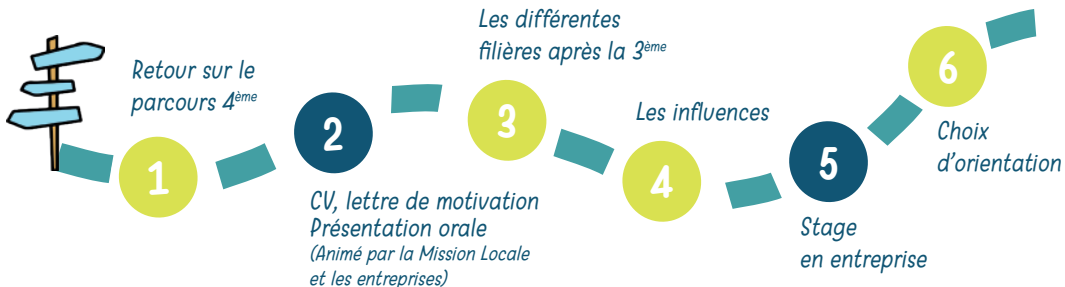 1
Retour sur le
parcours 4ème
2
CV, lettre de motivation
Présentation orale
(Animé par la Mission Locale
et les entreprises)
3
Les différentes
filières après la 3ème
4
Les influences
5
Stage
en entreprise
6
Choix
d'orientation